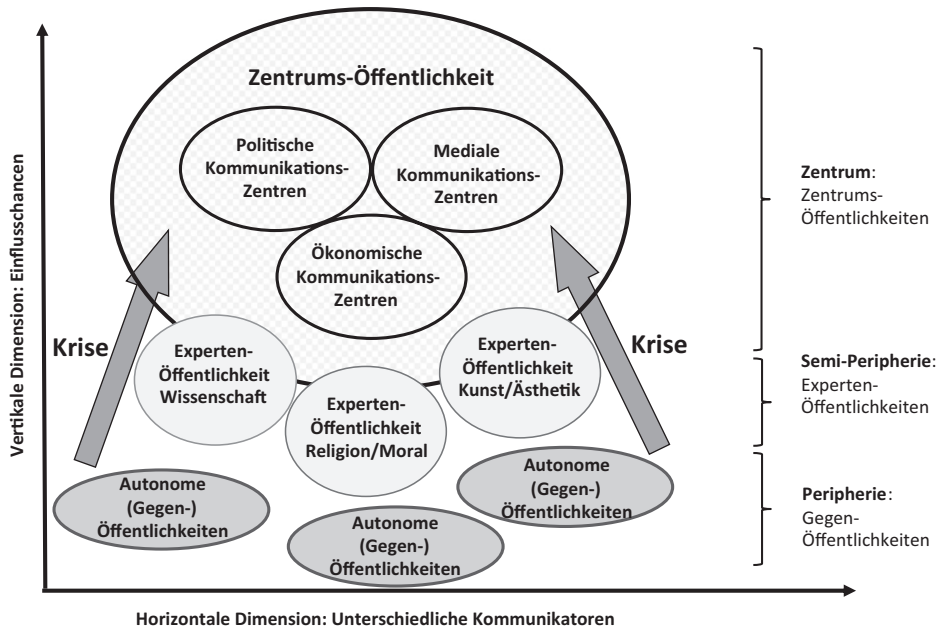 Vertikale Dimension: Einflusschancen
Zentrums-Öffentlichkeit
Politische
Kommunikations-
Zentren
Mediale
Kommunikations-
Zentren
Ökonomische
Kommunikations-
Zentren
Krise
Krise
Experten-
Öffentlichkeit
Wissenschaft
Experten-
Öffentlichkeit
Religion/Moral
Experten-
Öffentlichkeit
Kunst/Ästhetik
Autonome
(Gegen-)
Öffentlichkeiten
Autonome
(Gegen-)
Öffentlichkeiten
Autonome
(Gegen-)
Öffentlichkeiten
Zentrum:
Zentrums-
Öffentlichkeiten
Semi-Peripherie:
Experten-
Öffentlichkeiten
Peripherie:
Gegen-
Öffentlichkeiten
Horizontale Dimension: Unterschiedliche Kommunikatoren